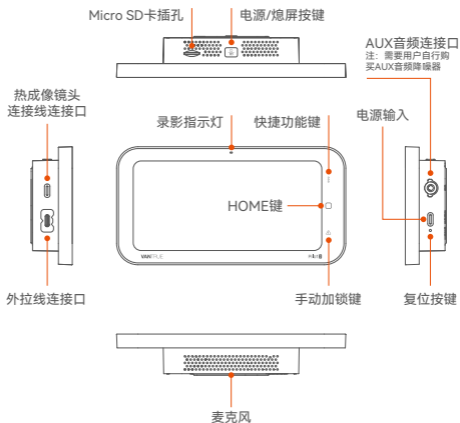 Micro SD卡插孔
电源/熄屏按键
AUX音频连接口
注：需要用户自行购
买AUX音频降噪器
热成像镜头
连接线连接口
录影指示灯
快捷功能键
电源输入
HOME键
VANTRUE
外拉线连接口
手动加锁键
复位按键
麦克风